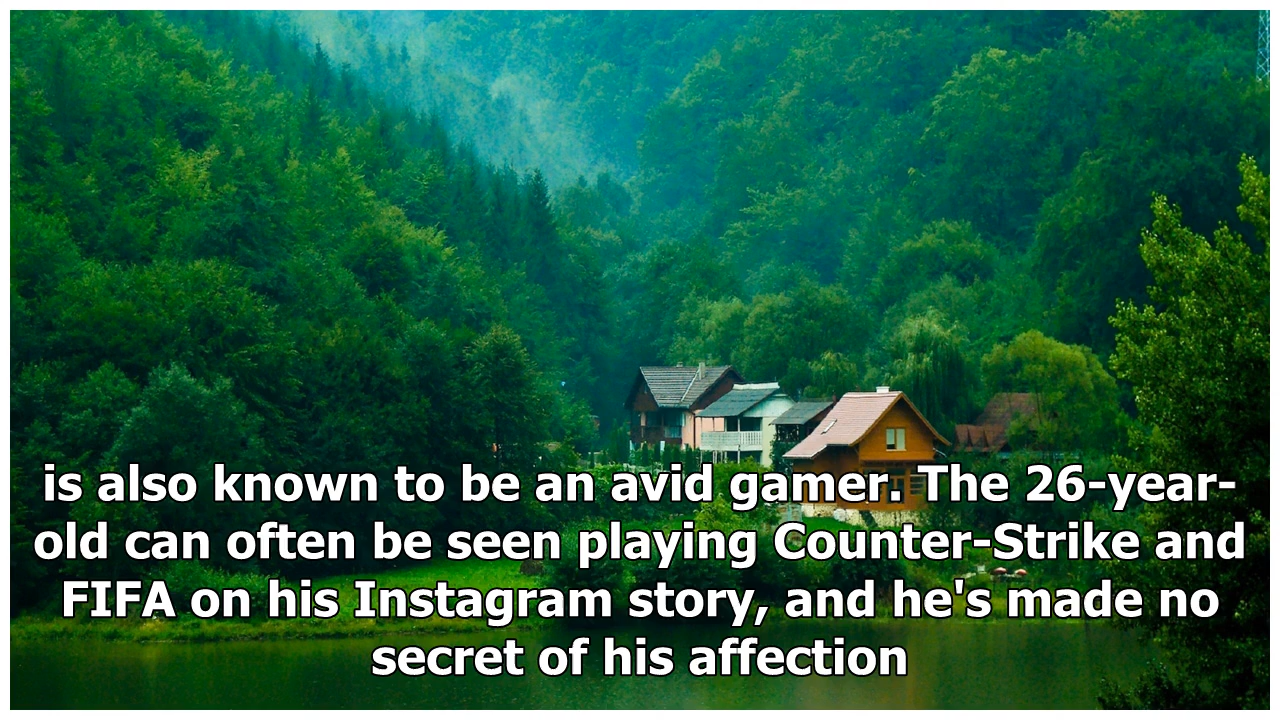 is also known to be an avid gamer. The 26-year-
old can often be seen playing Counter-Strike and
FIFA on his Instagram story, and he's made no
secret of his affection